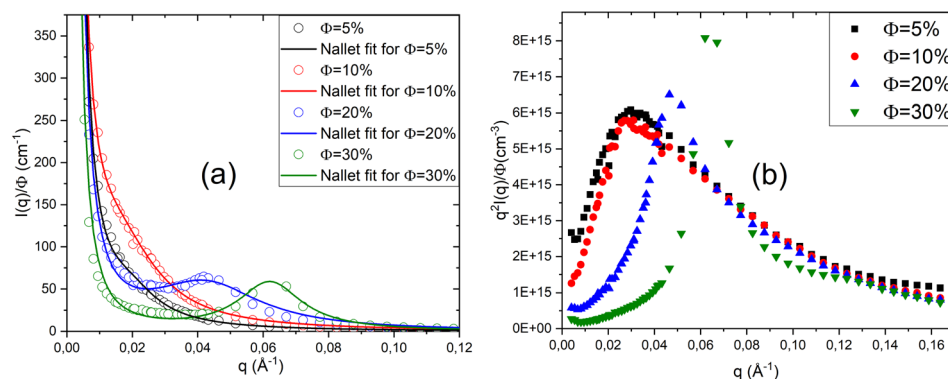 350
300
250
200
150
100
50
0
I(q)/Φ (cm⁻¹)
0,00 0,02 0,04 0,06 0,08 0,10 0,12
q (Å⁻¹)
(a)
Φ=5%
Nallet fit for Φ=5%
Φ=10%
Nallet fit for Φ=10%
Φ=20%
Nallet fit for Φ=20%
Φ=30%
Nallet fit for Φ=30%
8E+15
7E+15
6E+15
5E+15
4E+15
3E+15
2E+15
1E+15
0E+00
q²I(q)/Φ(cm⁻³)
0,00 0,02 0,04 0,06 0,08 0,10 0,12 0,14 0,16
q (Å⁻¹)
(b)
Φ=5%
Φ=10%
Φ=20%
Φ=30%